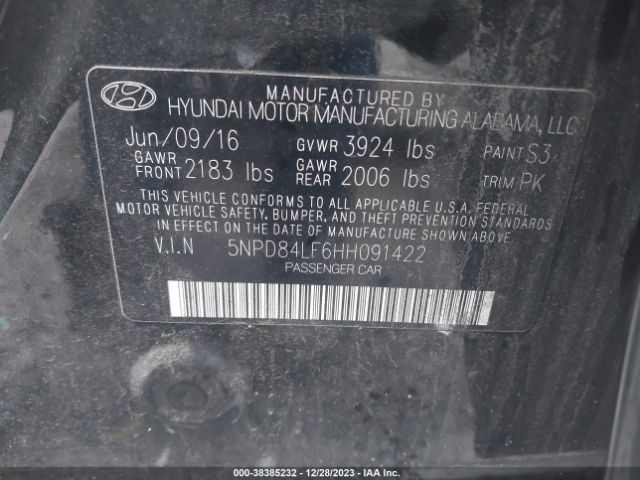 MANUFACTURED BY
HYUNDAI MOTOR MANUFACTURING ALABAMA, LLC
Jun/09/16 GVWR 3924 lbs PAINT S3
GAWR FRONT 2183 lbs GAWR REAR 2006 lbs TRIM PK
THIS VEHICLE CONFORMS TO ALL APPLICABLE U.S.A. FEDERAL
MOTOR VEHICLE SAFETY, BUMPER, AND THEFT PREVENTION STANDARDS
IN EFFECT ON THE DATE OF MANUFACTURE SHOWN ABOVE.
V.I.N 5NPD84LF6HH091422
PASSENGER CAR
000-38385232 - 12/28/2023 - IAA Inc.